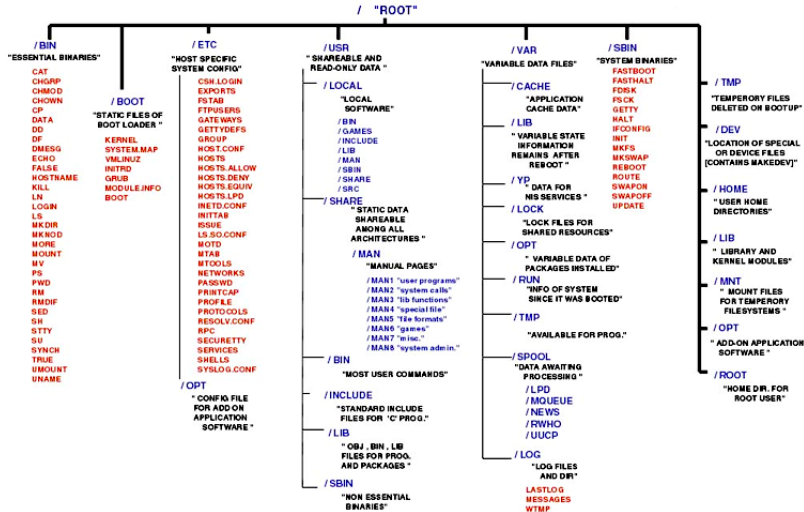 / "ROOT"
/ BIN
"ESSENTIAL BINARIES"
CAT
CHGRP
CHMOD
CHOWN
CP
DATA
DD
DF
DMESG
ECHO
FALSE
HOSTNAME
KILL
LN
LOGIN
LS
MKDIR
MKNOD
MORE
MOUNT
MV
PS
PWD
RM
RMDIF
SED
SH
STTY
SU
SYNCH
TRUE
UMOUNT
UNAME
/ BOOT
"STATIC FILES OF
BOOT LOADER "
KERNEL
SYSTEM.MAP
VMLINUZ
INITRD
GRUB
MODULE.INFO
BOOT
/ ETC
"HOST SPECIFIC
SYSTEM CONFIG"
CSH.LOGIN
EXPORTS
FSTAB
FTPUSERS
GATEWAYS
GETTYDEFS
GROUP
HOST.CONF
HOSTS
HOSTS.ALLOW
HOSTS.DENY
HOSTS.EQUIV
HOSTS.LPD
INETD.CONF
INITTAB
ISSUE
LS.SO.CONF
MOTD
MTAB
MTOOLS
NETWORKS
PASSWD
PRINTCAP
PROFILE
PROTOCOLS
RESOLV.CONF
RPC
SECURETTY
SERVICES
SHELLS
SYSLOG.CONF
/ OPT
" CONFIG FILE
FOR ADD ON
APPLICATION
SOFTWARE "
/ USR
" SHAREABLE AND
READ-ONLY DATA "
/ LOCAL
"LOCAL
SOFTWARE"
/ BIN
/ GAMES
/ INCLUDE
/ LIB
/ MAN
/ SBIN
/ SHARE
/ SRC
/ SHARE
" STATIC DATA
SHAREABLE
AMONG ALL
ARCHITECTURES "
/ MAN
"MANUAL PAGES"
/ MAN1 "user programs"
/ MAN2 "system calls"
/ MAN3 "lib functions"
/ MAN4 "special file"
/ MAN5 "file formats"
/ MAN6 "games"
/ MAN7 "misc."
/ MAN8 "system admin."
/ BIN
"MOST USER COMMANDS"
/ INCLUDE
"STANDARD INCLUDE
FILES FOR 'C' PROG."
/ LIB
" OBJ , BIN , LIB
FILES FOR PROG.
AND PACKAGES "
/ SBIN
"NON ESSENTIAL
BINARIES"
/ VAR
"VARIABLE DATA FILES"
/ CACHE
"APPLICATION
CACHE DATA"
/ LIB
" VARIABLE STATE
INFORMATION
REMAINS AFTER
REBOOT "
/ YP
" DATA FOR
NIS SERVICES"
/ LOCK
"LOCK FILES FOR
SHARED RESOURCES"
/ OPT
" VARIABLE DATA OF
PACKAGES INSTALLED"
/ RUN
"INFO OF SYSTEM
SINCE IT WAS BOOTED"
/ TMP
"AVAILABLE FOR PROG."
/ SPOOL
"DATA AWAITING
PROCESSING "
/ LPD
/ MQUEUE
/ NEWS
/ RWHO
/ UUCP
/ LOG
"LOG FILES
AND DIR"
LASTLOG
MESSAGES
WTMP
/ SBIN
"SYSTEM BINARIES"
FASTBOOT
FASTHALT
FDISK
FSCK
GETTY
HALT
IFCONFIG
INIT
MKFS
MKSWAP
REBOOT
ROUTE
SWAPON
SWAPOFF
UPDATE
/ TMP
"TEMPERORY FILES
DELETED ON BOOTUP"
/ DEV
"LOCATION OF SPECIAL
OR DEVICE FILES
[CONTAINS MAKEDEV]"
/ HOME
"USER HOME
DIRECTORIES"
/ LIB
" LIBRARY AND
KERNEL MODULES"
/ MNT
" MOUNT FILES
FOR TEMPERORY
FILESYSTEMS "
/ OPT
"ADD-ON APPLICATION
SOFTWARE "
/ ROOT
"HOME DIR. FOR
ROOT USER"